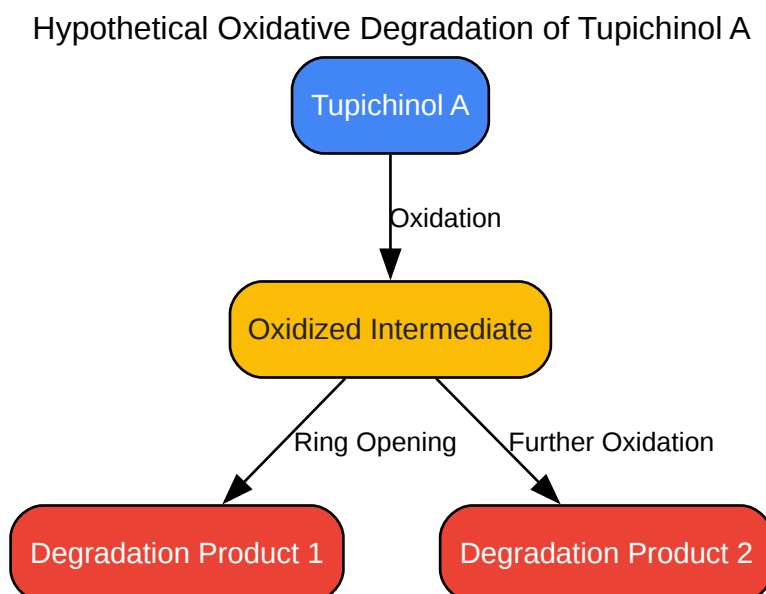 Hypothetical Oxidative Degradation of Tupichinol A
Tupichinol A
Oxidation
Oxidized Intermediate
Ring Opening
Further Oxidation
Degradation Product 1
Degradation Product 2